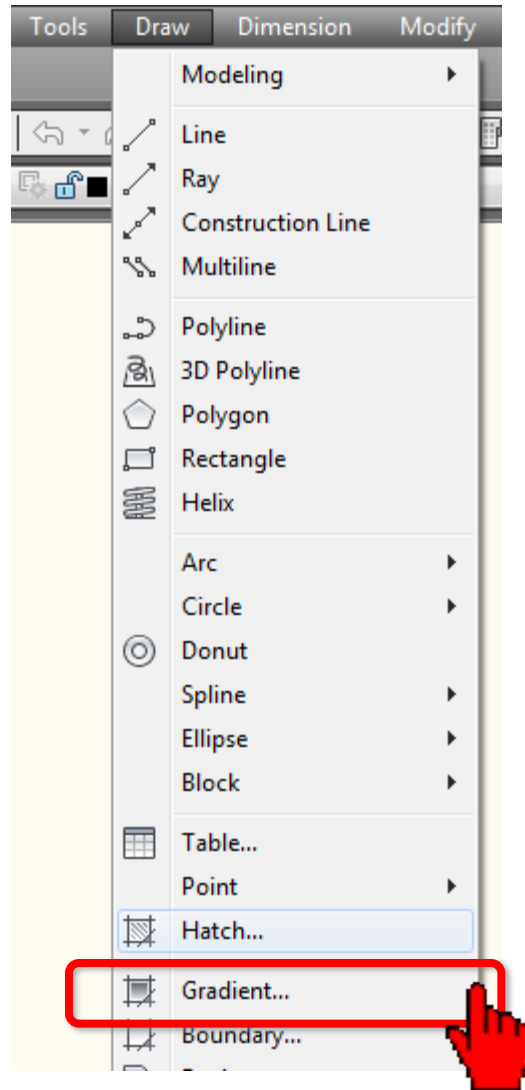 Tools Draw Dimension Modify
Modeling
Line
Ray
Construction Line
Multiline
Polyline
3D Polyline
Polygon
Rectangle
Helix
Arc
Circle
Donut
Spline
Ellipse
Block
Table...
Point
Hatch...
Gradient...
Boundary...